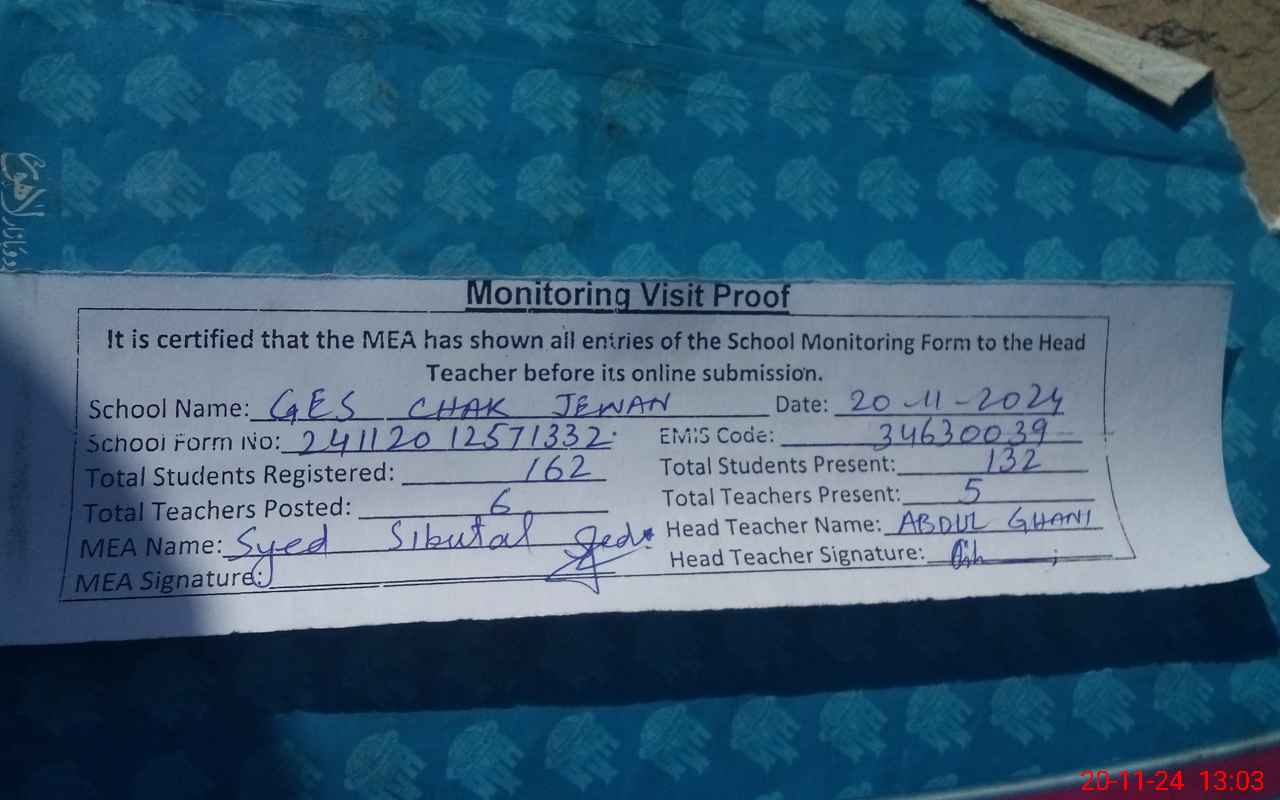 Monitoring Visit Proof
It is certified that the MEA has shown all entries of the School Monitoring Form to the Head
Teacher before its online submission.
School Name: GES CHAK JEWAN Date: 20-11-2024
School Form No: 24112012571332 EMIS Code: 34630039
Total Students Registered: 162 Total Students Present: 132
Total Teachers Posted: 6 Total Teachers Present: 5
MEA Name: Syed Sibutal Head Teacher Name: ABDUL GHANI
MEA Signature: Head Teacher Signature:
20-11-24 13:03